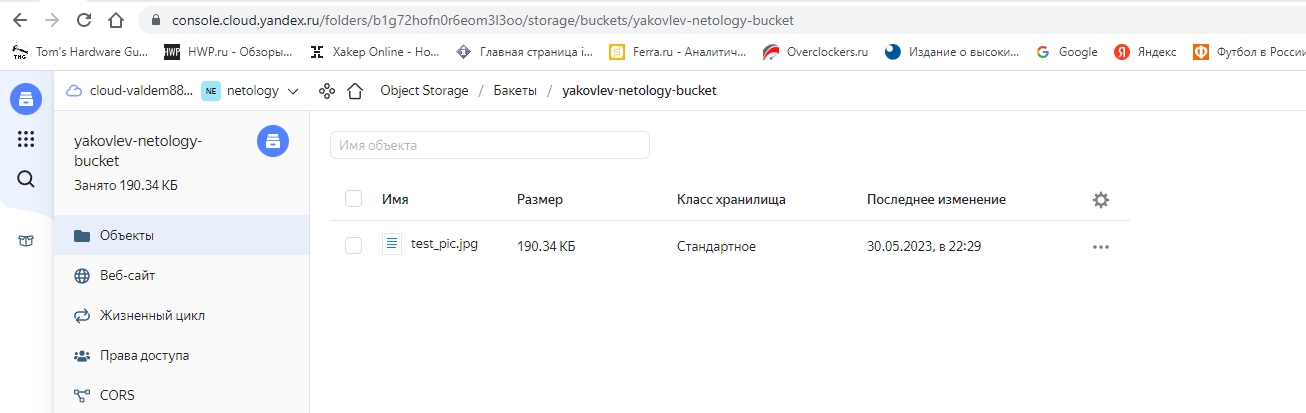 console.cloud.yandex.ru/folders/b1g72hofn0r6eom3l3oo/storage/buckets/yakovlev-netology-bucket
THG Tom's Hardware Gu... HWP HWP.ru - Обзоры... Хакер Online - Но... Главная страница i... Ferra.ru - Аналитич... Overclockers.ru Издание о высоки... Google Яндекс Футбол в России
cloud-valdem88... NE netology Object Storage / Бакеты / yakovlev-netology-bucket
yakovlev-netology-
bucket
Занято 190.34 КБ
Объекты
Веб-сайт
Жизненный цикл
Права доступа
CORS
Имя объекта
Имя Размер Класс хранилища Последнее изменение
test_pic.jpg 190.34 КБ Стандартное 30.05.2023, в 22:29